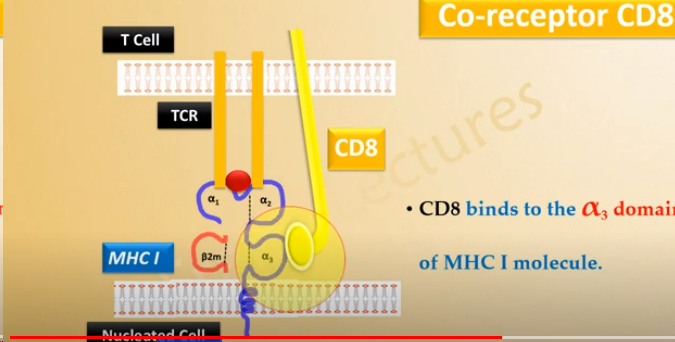 Co-receptor CD8
T Cell
TCR
CD8
ectures
α₁
α₂
• CD8 binds to the α₃ domain
MHC I
β2m
α₃
of MHC I molecule.
Nucleated Cell